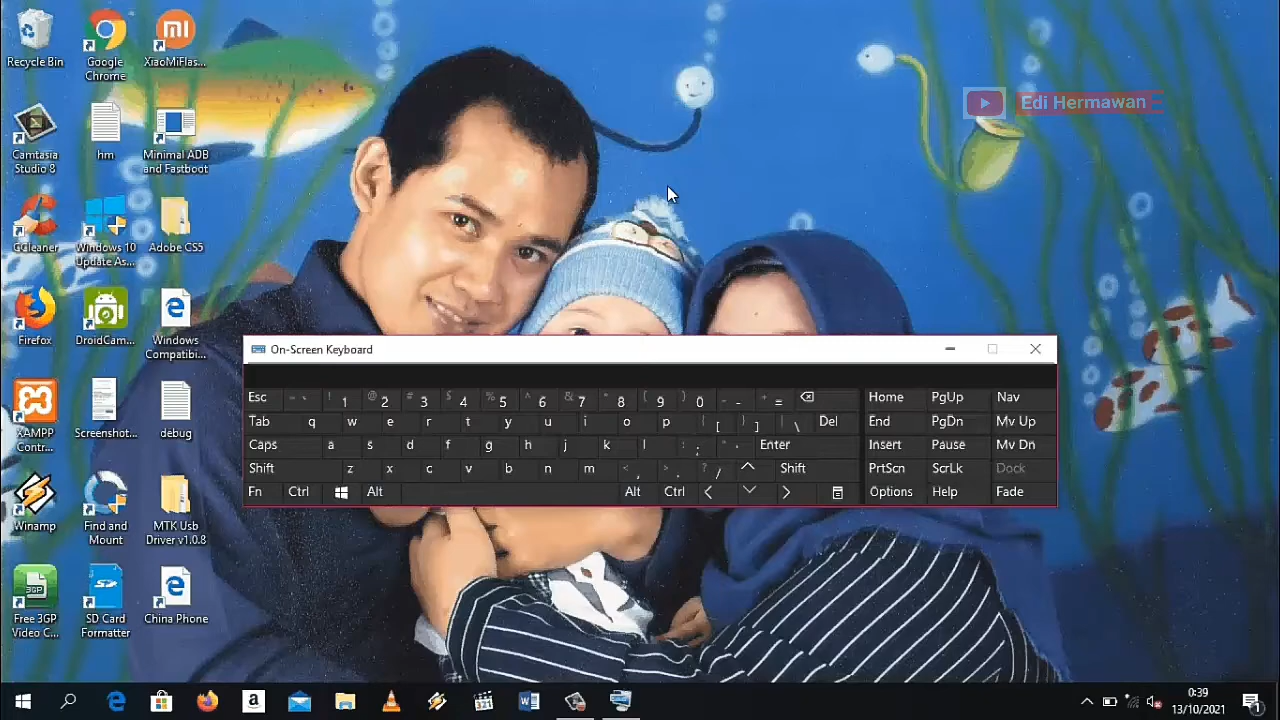 Recycle Bin
Google
Chrome
XiaoMiFlas...
Edi Hermawan
Camtasia
Studio 8
hm
Minimal ADB
and Fastboot
CCleaner
Windows 10
Update As...
Adobe CS5
Firefox
DroidCam...
Windows
Compatibi...
XAMPP
Contr...
Screenshot...
debug
Winamp
Find and
Mount
MTK Usb
Driver v1.0.8
Free 3GP
Video C...
SD Card
Formatter
China Phone
On-Screen Keyboard
Esc 1 @ 2 # 3 $ 4 % 5 ^ 6 & 7 * 8 ( 9 ) 0 - + = Home PgUp Nav
Tab q w e r t y u i o p [ ] \ Del End PgDn Mv Up
Caps a s d f g h j k l : ; Enter Insert Pause Mv Dn
Shift z x c v b n m < , > . ? / Shift PrtScn ScrLk Dock
Fn Ctrl Alt Alt Ctrl Options Help Fade
0:39
13/10/2021